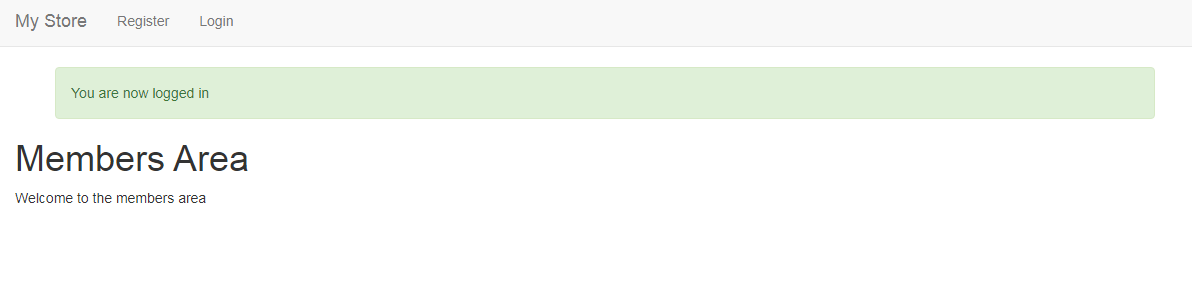 My Store Register Login
You are now logged in
Members Area
Welcome to the members area